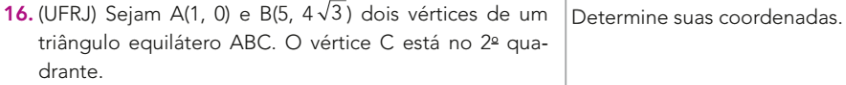 16. (UFRJ) Sejam A(1, 0) e B(5, 4√3) dois vértices de um
triângulo equilátero ABC. O vértice C está no 2º qua-
drante.
Determine suas coordenadas.